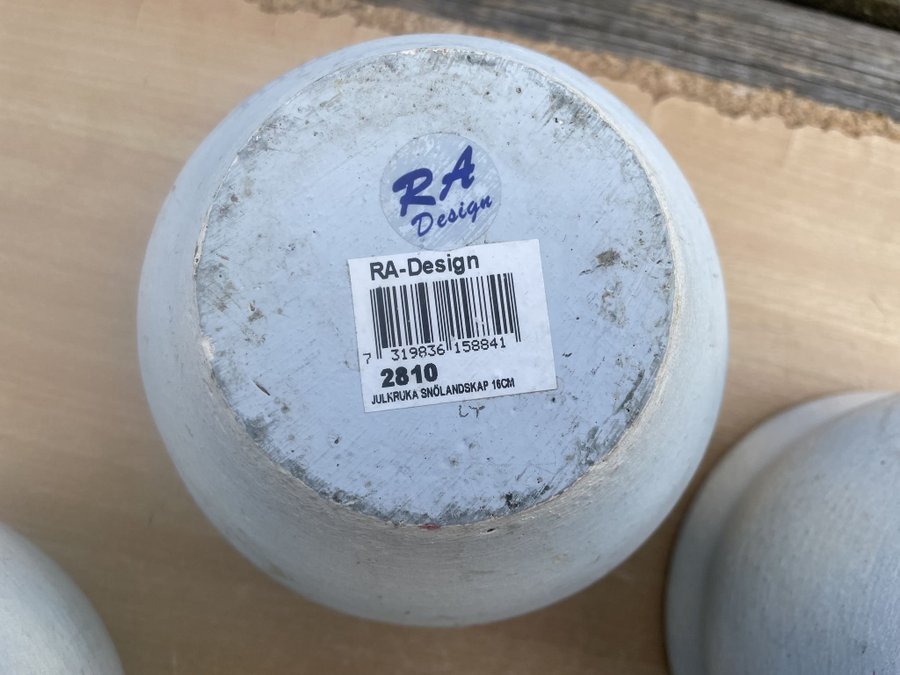 RA
Design
RA-Design
7 319836 158841
2810
JULKRUKA SNÖLANDSKAP 16CM